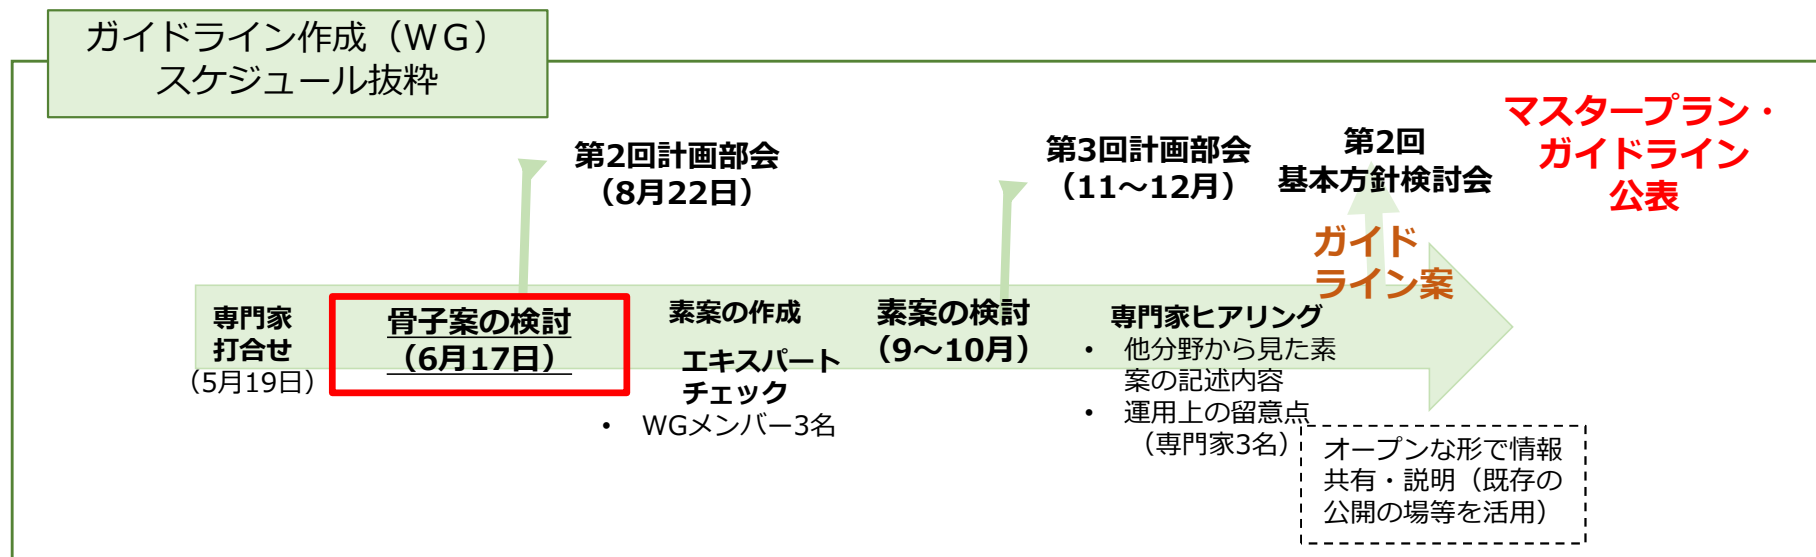 ガイドライン作成（ＷＧ）
スケジュール抜粋
第2回計画部会
（8月22日）
第3回計画部会
（11～12月）
第2回
基本方針検討会
マスタープラン・
ガイドライン
公表
ガイド
ライン案
専門家
打合せ
（5月19日）
骨子案の検討
（6月17日）
素案の作成
エキスパート
チェック
• WGメンバー3名
素案の検討
（9～10月）
専門家ヒアリング
• 他分野から見た素
案の記述内容
• 運用上の留意点
（専門家3名）
オープンな形で情報
共有・説明（既存の
公開の場等を活用）